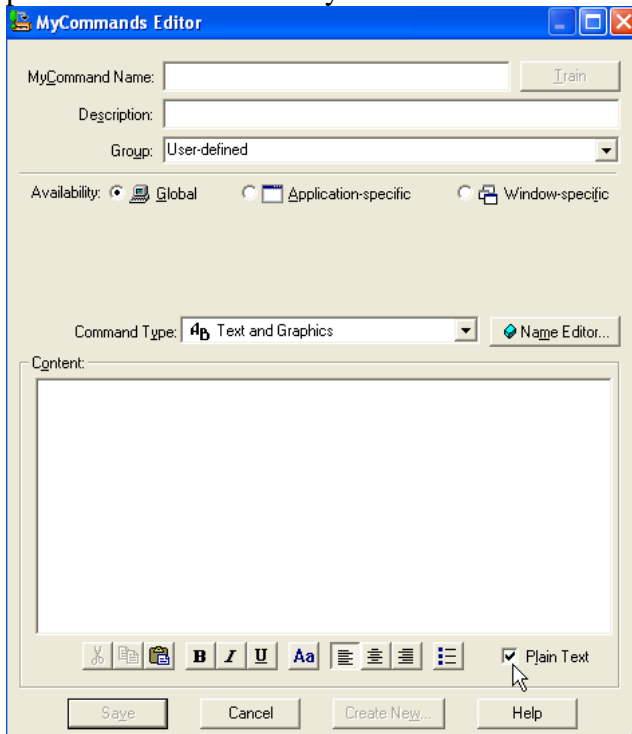 MyCommands Editor
MyCommand Name: Train
Description:
Group: User-defined
Availability: Global Application-specific Window-specific
Command Type: AB Text and Graphics Name Editor...
Content:
B I U Aa Plain Text
Save Cancel Create New... Help